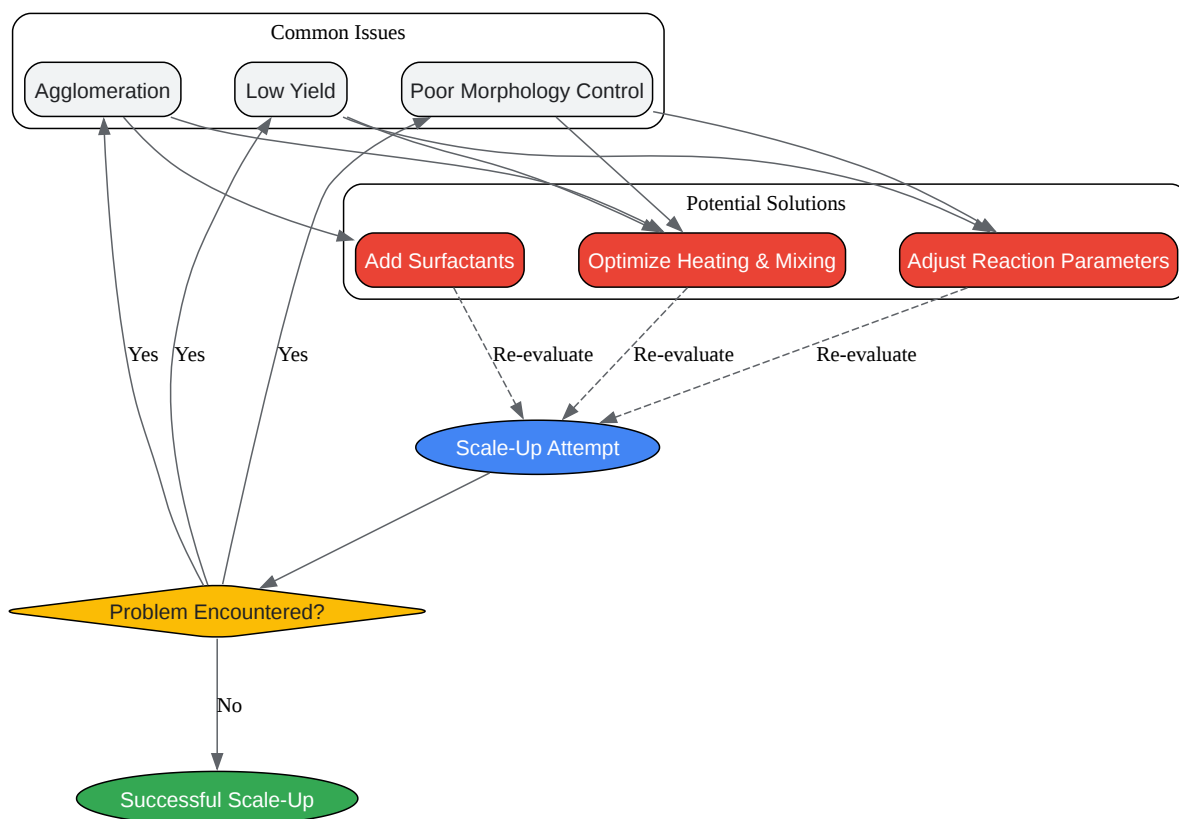 Common Issues
Agglomeration
Low Yield
Poor Morphology Control
Potential Solutions
Add Surfactants
Optimize Heating & Mixing
Adjust Reaction Parameters
Yes
Yes
Yes
Re-evaluate
Re-evaluate
Re-evaluate
Scale-Up Attempt
Problem Encountered?
No
Successful Scale-Up